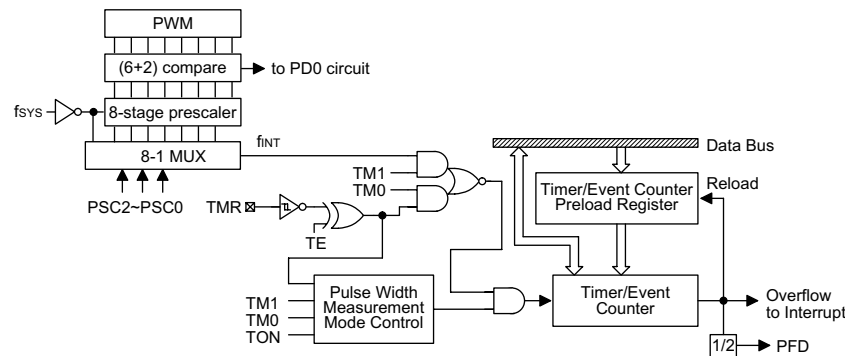 PWM
(6+2) compare
to PD0 circuit
fSYS
8-stage prescaler
8-1 MUX
fINT
PSC2~PSC0
TM1
TM0
TMR
TE
Data Bus
Timer/Event Counter
Preload Register
Reload
TM1
TM0
TON
Pulse Width
Measurement
Mode Control
Timer/Event
Counter
Overflow
to Interrupt
1/2
PFD